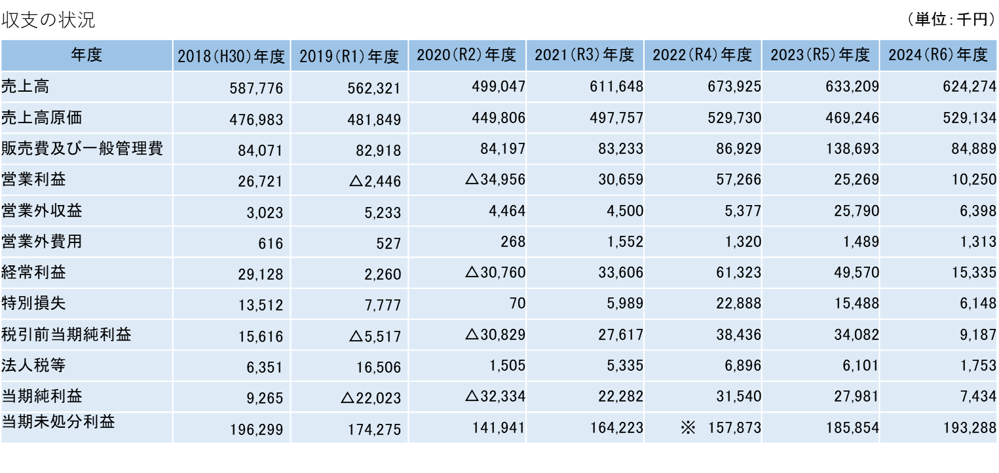 収支の状況
（単位：千円）
年度 2018（H30）年度 2019（R1）年度 2020（R2）年度 2021（R3）年度 2022（R4）年度 2023（R5）年度 2024（R6）年度
売上高 587,776 562,321 499,047 611,648 673,925 633,209 624,274
売上高原価 476,983 481,849 449,806 497,757 529,730 469,246 529,134
販売費及び一般管理費 84,071 82,918 84,197 83,233 86,929 138,693 84,889
営業利益 26,721 △2,446 △34,956 30,659 57,266 25,269 10,250
営業外収益 3,023 5,233 4,464 4,500 5,377 25,790 6,398
営業外費用 616 527 268 1,552 1,320 1,489 1,313
経常利益 29,128 2,260 △30,760 33,606 61,323 49,570 15,335
特別損失 13,512 7,777 70 5,989 22,888 15,488 6,148
税引前当期純利益 15,616 △5,517 △30,829 27,617 38,436 34,082 9,187
法人税等 6,351 16,506 1,505 5,335 6,896 6,101 1,753
当期純利益 9,265 △22,023 △32,334 22,282 31,540 27,981 7,434
当期未処分利益 196,299 174,275 141,941 164,223 ※ 157,873 185,854 193,288